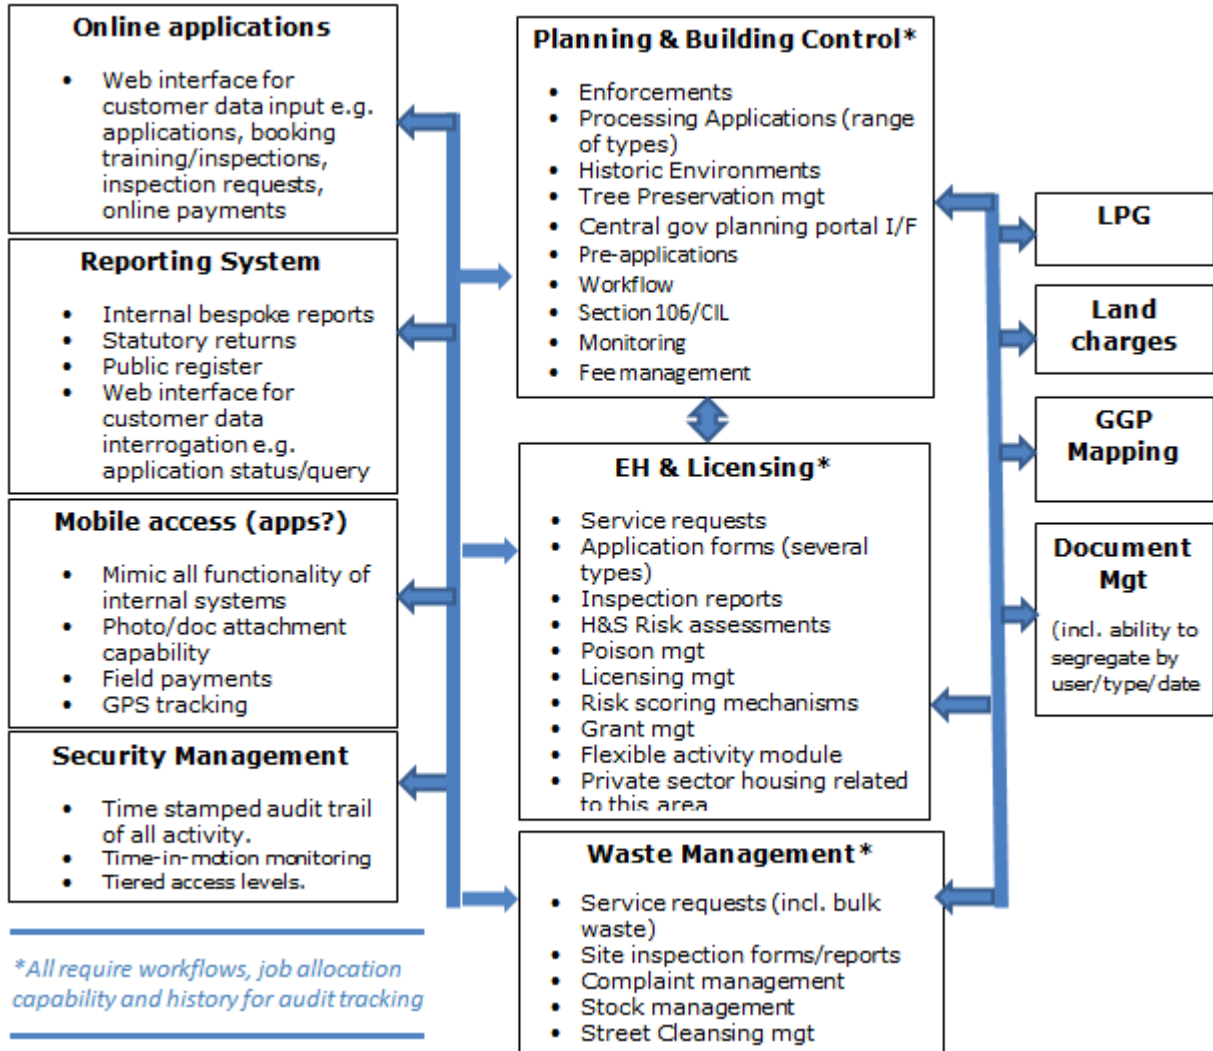 Online applications
• Web interface for
customer data input e.g.
applications, booking
training/inspections,
inspection requests,
online payments
Reporting System
• Internal bespoke reports
• Statutory returns
• Public register
• Web interface for
customer data
interrogation e.g.
application status/query
Mobile access (apps?)
• Mimic all functionality of
internal systems
• Photo/doc attachment
capability
• Field payments
• GPS tracking
Security Management
• Time stamped audit trail
of all activity.
• Time-in-motion monitoring
• Tiered access levels.
*All require workflows, job allocation
capability and history for audit tracking
Planning & Building Control*
• Enforcements
• Processing Applications (range
of types)
• Historic Environments
• Tree Preservation mgt
• Central gov planning portal I/F
• Pre-applications
• Workflow
• Section 106/CIL
• Monitoring
• Fee management
EH & Licensing*
• Service requests
• Application forms (several
types)
• Inspection reports
• H&S Risk assessments
• Poison mgt
• Licensing mgt
• Risk scoring mechanisms
• Grant mgt
• Flexible activity module
• Private sector housing related
to this area
Waste Management*
• Service requests (incl. bulk
waste)
• Site inspection forms/reports
• Complaint management
• Stock management
• Street Cleansing mgt
LPG
Land
charges
GGP
Mapping
Document
Mgt
(incl. ability to
segregate by
user/type/date